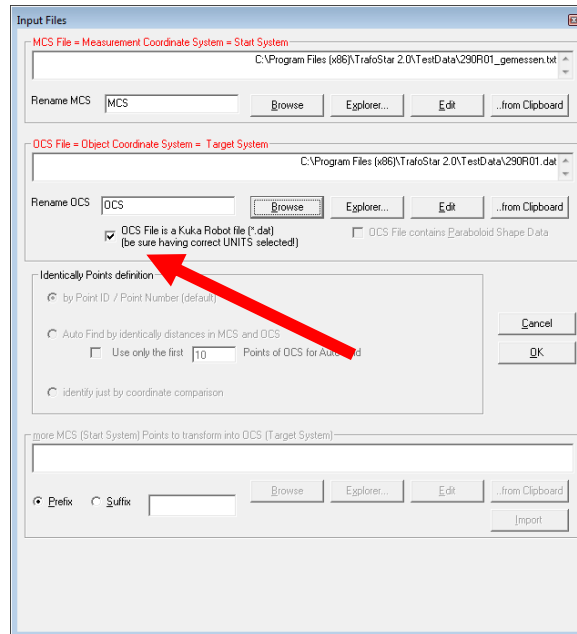 Input Files
MCS File = Measurement Coordinate System = Start System
C:\Program Files (x86)\TrafoStar 2.0\TestData\290R01_gemessen.txt
Rename MCS
MCS
Browse
Explorer...
Edit
..from Clipboard
OCS File = Object Coordinate System = Target System
C:\Program Files (x86)\TrafoStar 2.0\TestData\290R01.dat
Rename OCS
OCS
Browse
Explorer...
Edit
..from Clipboard
OCS File is a Kuka Robot file (*.dat)
(be sure having correct UNITS selected!)
OCS File contains Paraboloid Shape Data
Identically Points definition
by Point ID / Point Number (default)
Auto Find by identically distances in MCS and OCS
Use only the first 10 Points of OCS for
identify just by coordinate comparison
Cancel
OK
more MCS (Start System) Points to transform into OCS (Target System)
Browse
Explorer...
Edit
..from Clipboard
Prefix
Suffix
Import